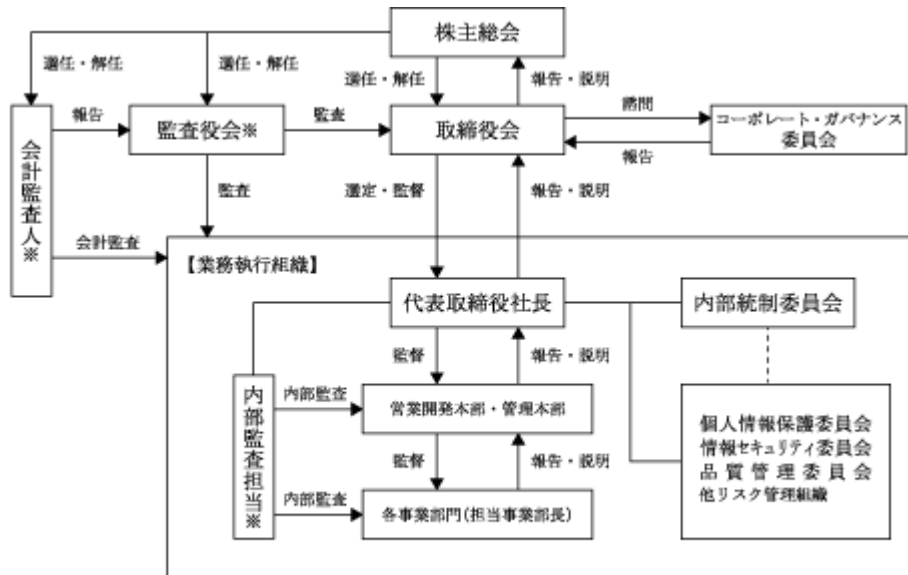 株主総会
選任・解任
選任・解任
選任・解任
報告・説明
会計監査人※
報告
監査役会※
監査
取締役会
諮問
報告
コーポレート・ガバナンス
委員会
監査
選定・監督
報告・説明
会計監査
【業務執行組織】
代表取締役社長
内部統制委員会
監督
報告・説明
内部監査担当※
内部監査
営業開発本部・管理本部
監督
報告・説明
内部監査
各事業部門(担当事業部長)
個人情報保護委員会
情報セキュリティ委員会
品質管理委員会
他リスク管理組織